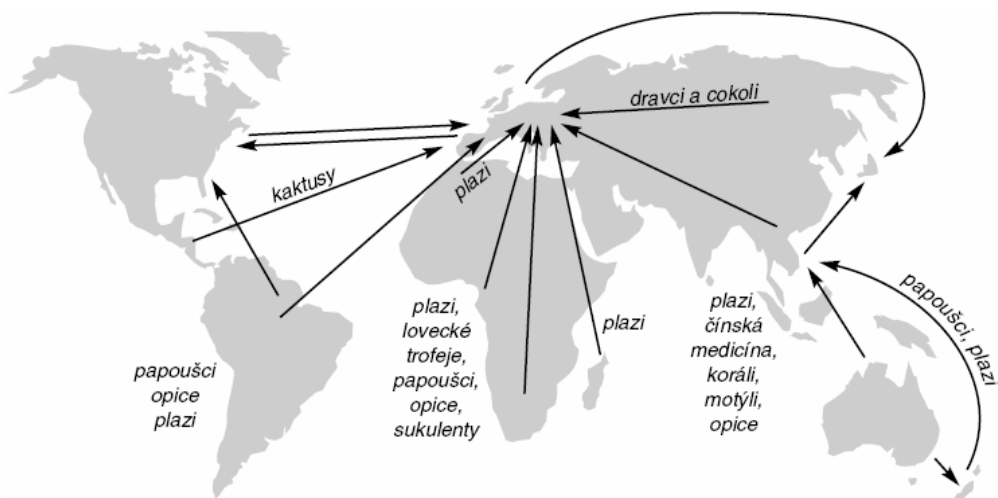 dravci a cokoli
kaktusy
plazi
papoušci
opice
plazi
plazi,
lovecké
trofeje,
papoušci,
opice,
sukulenty
plazi
plazi,
čínská
medicína,
koráli,
motýli,
opice
papoušci, plazi